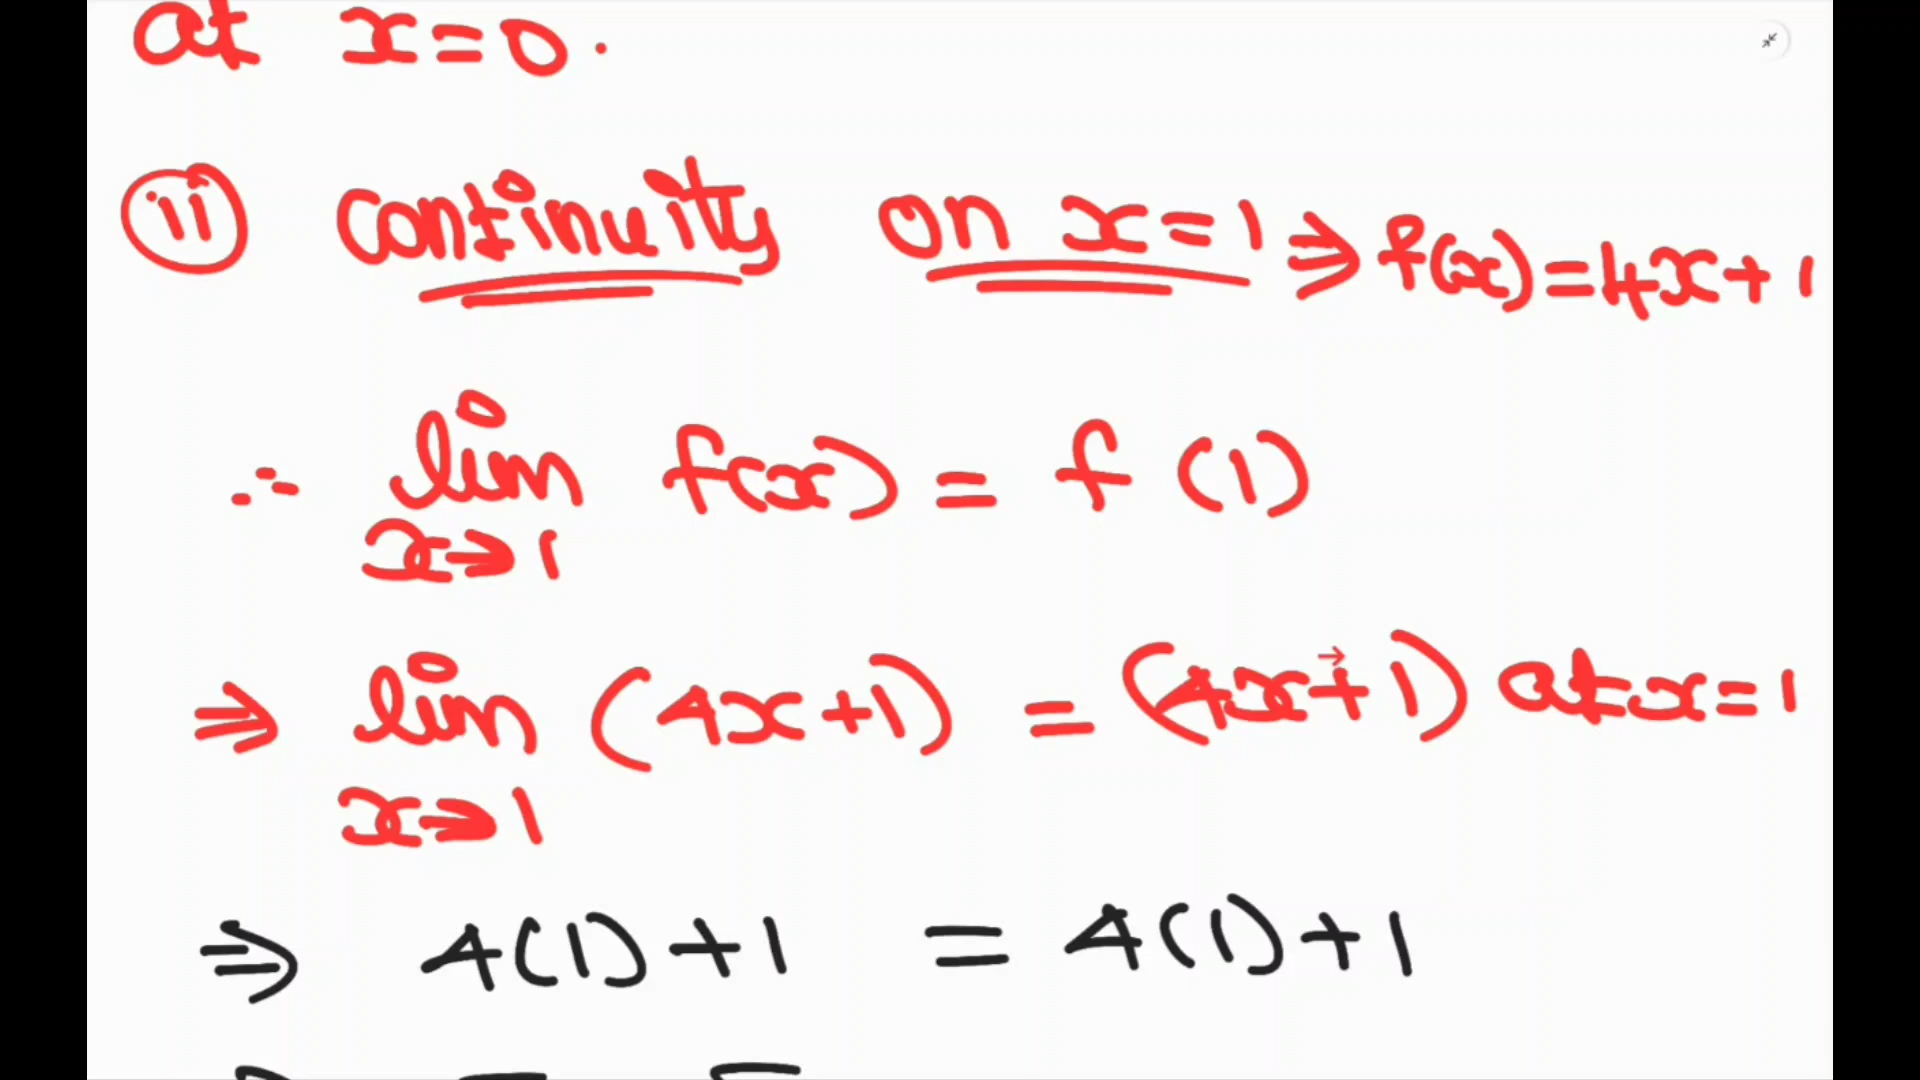 at x=0.
ii continuity on x=1 ⇒ f(x)=4x+1
∴ lim f(x) = f(1)
x→1
⇒ lim (4x+1) = (4x+1) at x=1
x→1
⇒ 4(1)+1 = 4(1)+1